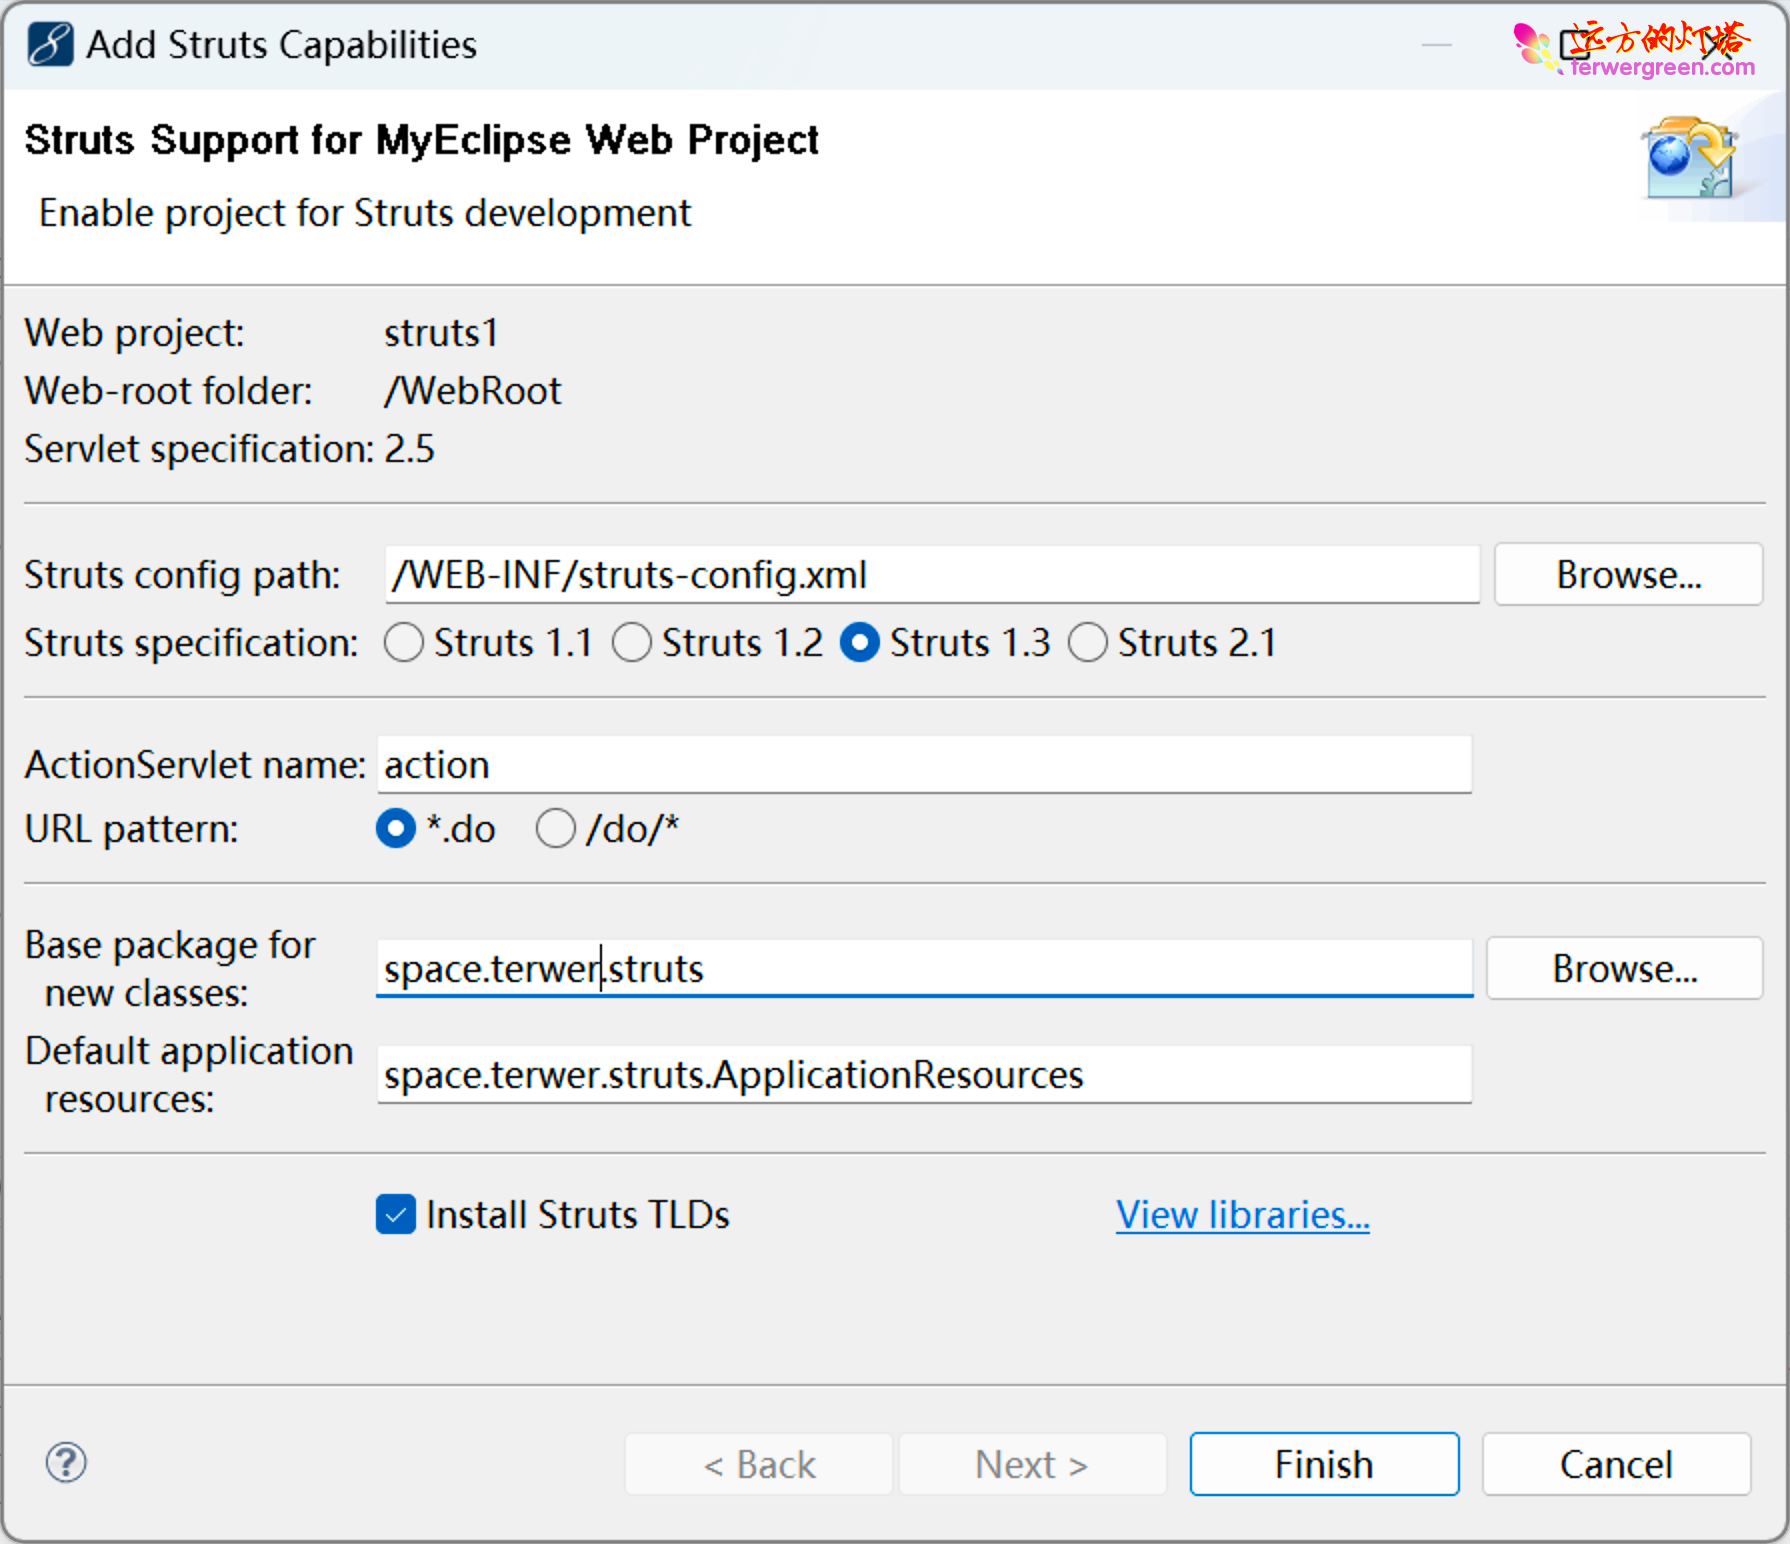 Add Struts Capabilities
远方的灯塔
terwergreen.com
Struts Support for MyEclipse Web Project
Enable project for Struts development
Web project: struts1
Web-root folder: /WebRoot
Servlet specification: 2.5
Struts config path: /WEB-INF/struts-config.xml Browse...
Struts specification: Struts 1.1 Struts 1.2 Struts 1.3 Struts 2.1
ActionServlet name: action
URL pattern: *.do /do/*
Base package for
new classes:
space.terwer.struts Browse...
Default application
resources:
space.terwer.struts.ApplicationResources
Install Struts TLDs View libraries...
< Back Next > Finish Cancel